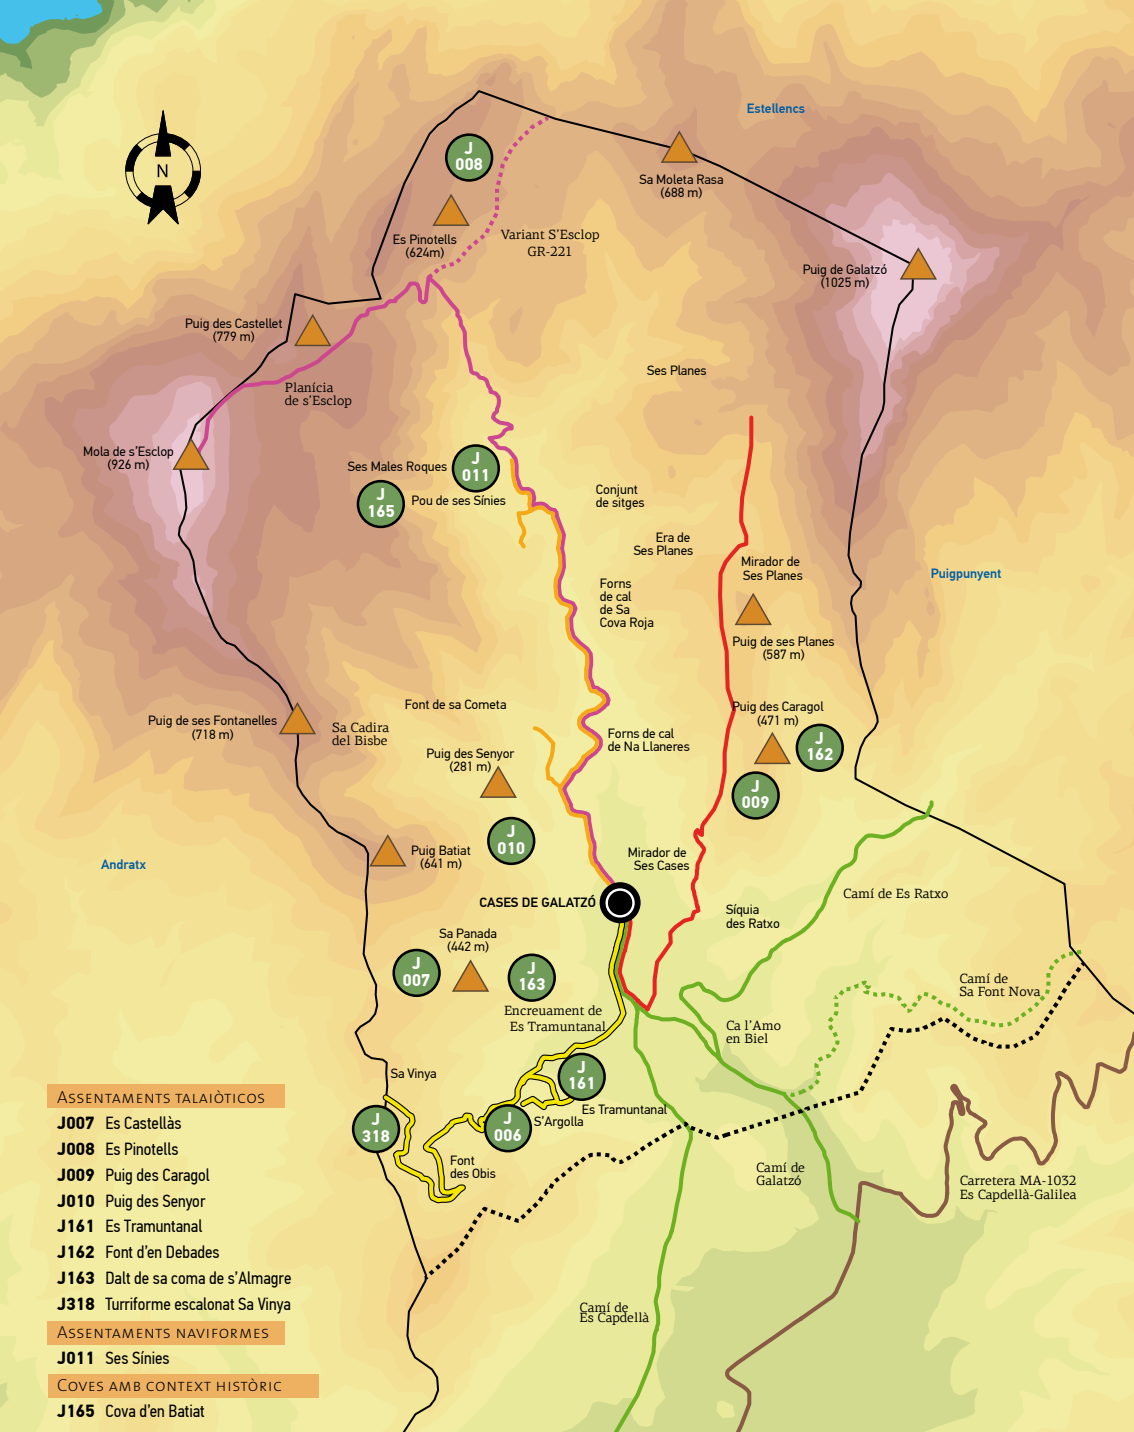 Estellencs
N
J
008
Sa Moleta Rasa
(688 m)
Es Pinotells
(624m)
Variant S'Esclop
GR-221
Puig de Galatzó
(1025 m)
Puig des Castellet
(779 m)
Ses Planes
Planícia
de s'Esclop
Mola de s'Esclop
(926 m)
Ses Males Roques
J
011
J
165
Pou de ses Sínies
Conjunt
de sitges
Era de
Ses Planes
Mirador de
Ses Planes
Puigpunyent
Forns
de cal
de Sa
Cova Roja
Puig de ses Planes
(587 m)
Font de sa Cometa
Puig des Caragol
(471 m)
Puig de ses Fontanelles
(718 m)
Sa Cadira
del Bisbe
Forns de cal
de Na Llaneres
J
162
Puig des Senyor
(281 m)
J
009
J
010
Puig Batiat
(641 m)
Mirador de
Ses Cases
Andratx
CASES DE GALATZÓ
Camí de Es Ratxo
Síquia
des Ratxo
Sa Panada
(442 m)
J
007
J
163
Camí de
Sa Font Nova
Encreuament de
Es Tramuntanal
Ca l'Amo
en Biel
Sa Vinya
J
161
Es Tramuntanal
J
318
J
006
S'Argolla
Font
des Obis
Camí de
Galatzó
Carretera MA-1032
Es Capdellà-Galilea
Camí de
Es Capdellà
Assentaments talaiòticos
J007 Es Castellàs
J008 Es Pinotells
J009 Puig des Caragol
J010 Puig des Senyor
J161 Es Tramuntanal
J162 Font d'en Debades
J163 Dalt de sa coma de s'Almagre
J318 Turriforme escalonat Sa Vinya
Assentaments naviformes
J011 Ses Sínies
Coves amb context històric
J165 Cova d'en Batiat